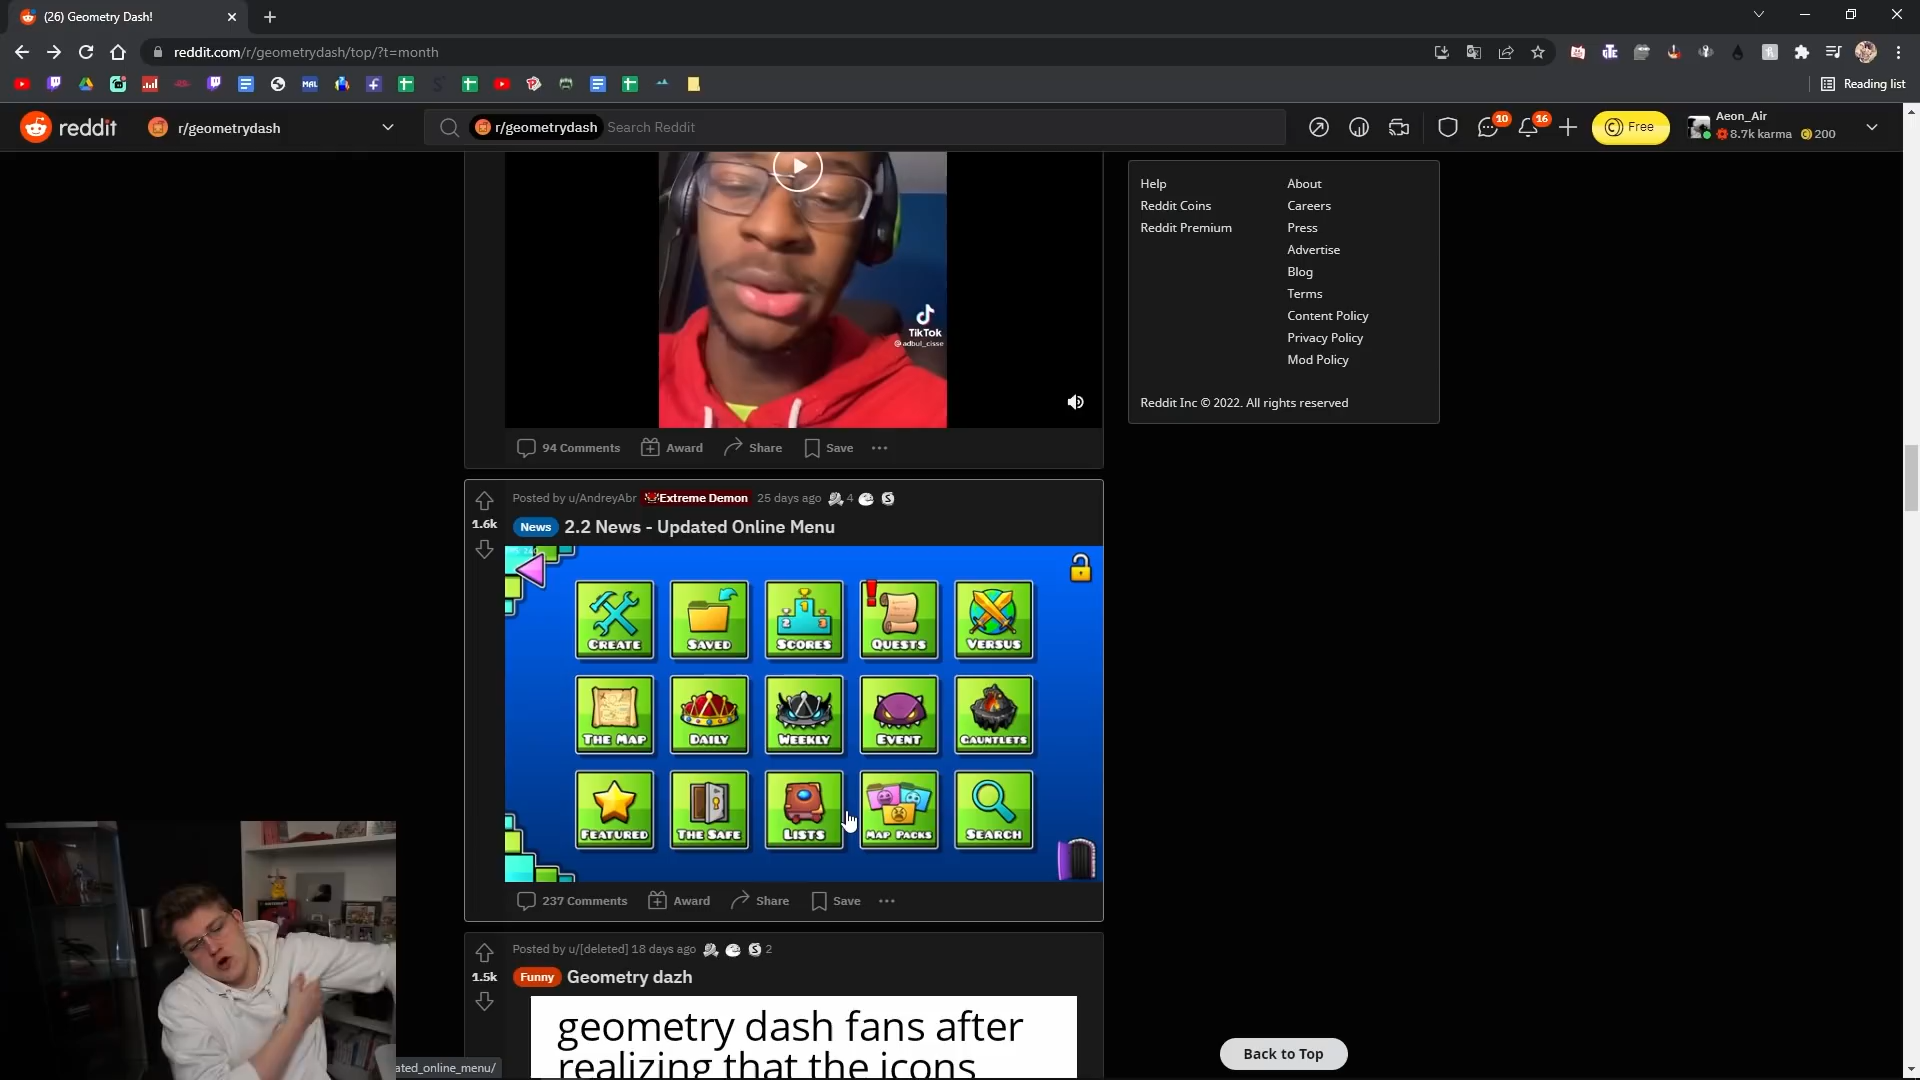 (26) Geometry Dash!
reddit.com/r/geometrydash/top/?t=month
MAL
Reading list
reddit
r/geometrydash
r/geometrydash
Search Reddit
10
16
Free
Aeon_Air
8.7k karma
200
TikTok
@adbul_cisse
94 Comments
Award
Share
Save
Help
About
Reddit Coins
Careers
Reddit Premium
Press
Advertise
Blog
Terms
Content Policy
Privacy Policy
Mod Policy
Reddit Inc © 2022. All rights reserved
Posted by u/AndreyAbr Extreme Demon 25 days ago 4
1.6k
News 2.2 News - Updated Online Menu
CREATE
SAVED
1
2 3
SCORES
!
QUESTS
VERSUS
THE MAP
DAILY
WEEKLY
EVENT
GAUNTLETS
FEATURED
THE SAFE
LISTS
MAP PACKS
SEARCH
237 Comments
Award
Share
Save
Posted by u/[deleted] 18 days ago 2
1.5k
Funny Geometry dazh
geometry dash fans after
realizing that the icons
ated_online_menu/
Back to Top